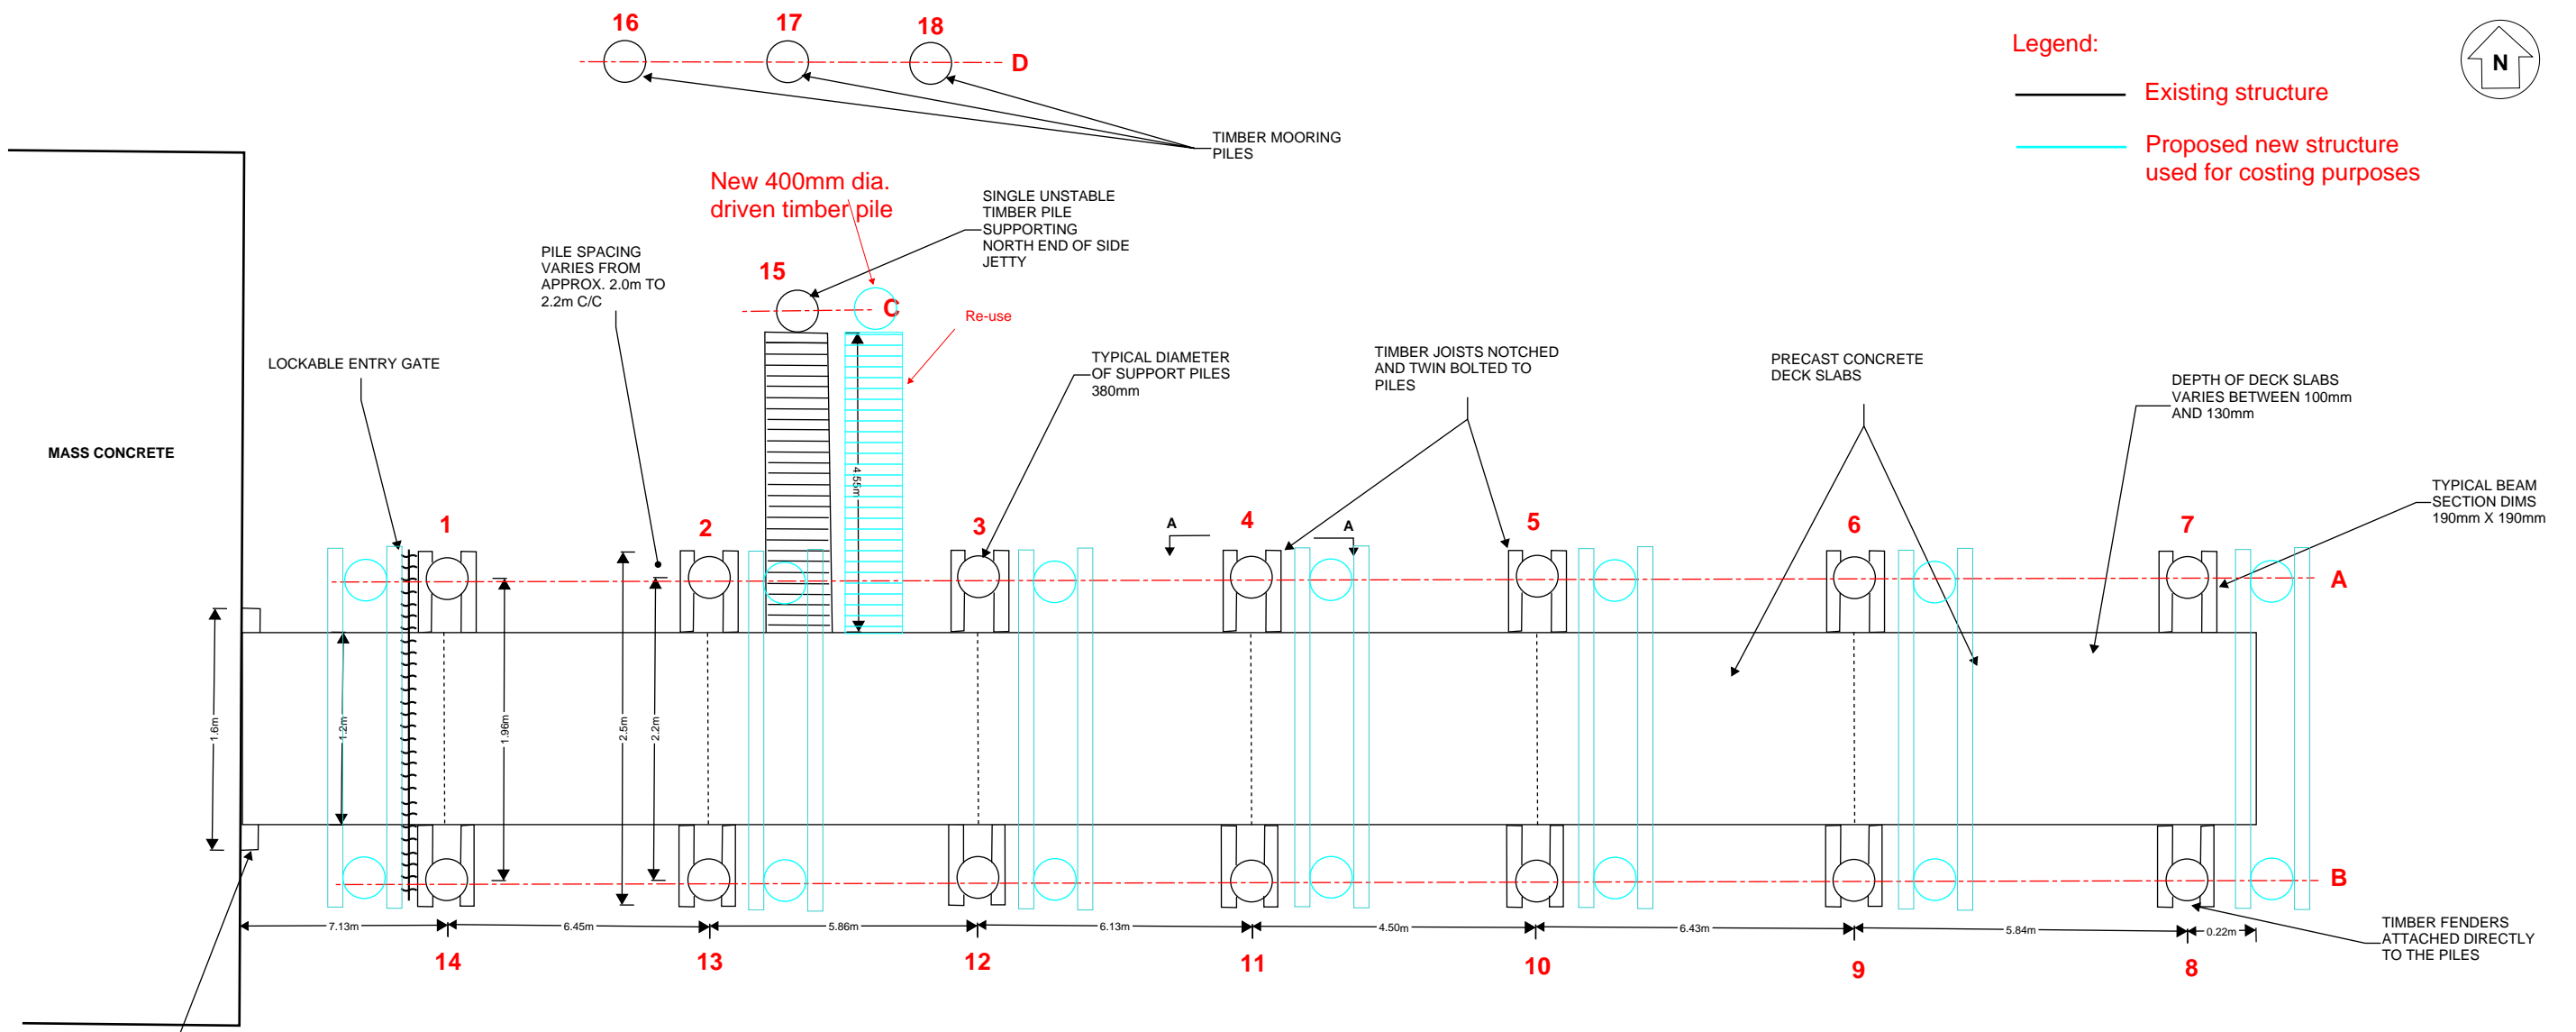 16
17
18
D
Legend:
Existing structure
Proposed new structure
used for costing purposes
N
TIMBER MOORING
PILES
New 400mm dia.
driven timber pile
SINGLE UNSTABLE
TIMBER PILE
SUPPORTING
NORTH END OF SIDE
JETTY
PILE SPACING
VARIES FROM
APPROX. 2.0m TO
2.2m C/C
15
C
Re-use
LOCKABLE ENTRY GATE
TYPICAL DIAMETER
OF SUPPORT PILES
380mm
TIMBER JOISTS NOTCHED
AND TWIN BOLTED TO
PILES
PRECAST CONCRETE
DECK SLABS
DEPTH OF DECK SLABS
VARIES BETWEEN 100mm
AND 130mm
MASS CONCRETE
4.55m
TYPICAL BEAM
SECTION DIMS
190mm X 190mm
1
2
3
A
4
A
5
6
7
A
1.6m
1.2m
1.96m
2.5m
2.2m
B
7.13m
6.45m
5.86m
6.13m
4.50m
6.43m
5.84m
0.22m
TIMBER FENDERS
ATTACHED DIRECTLY
TO THE PILES
14
13
12
11
10
9
8